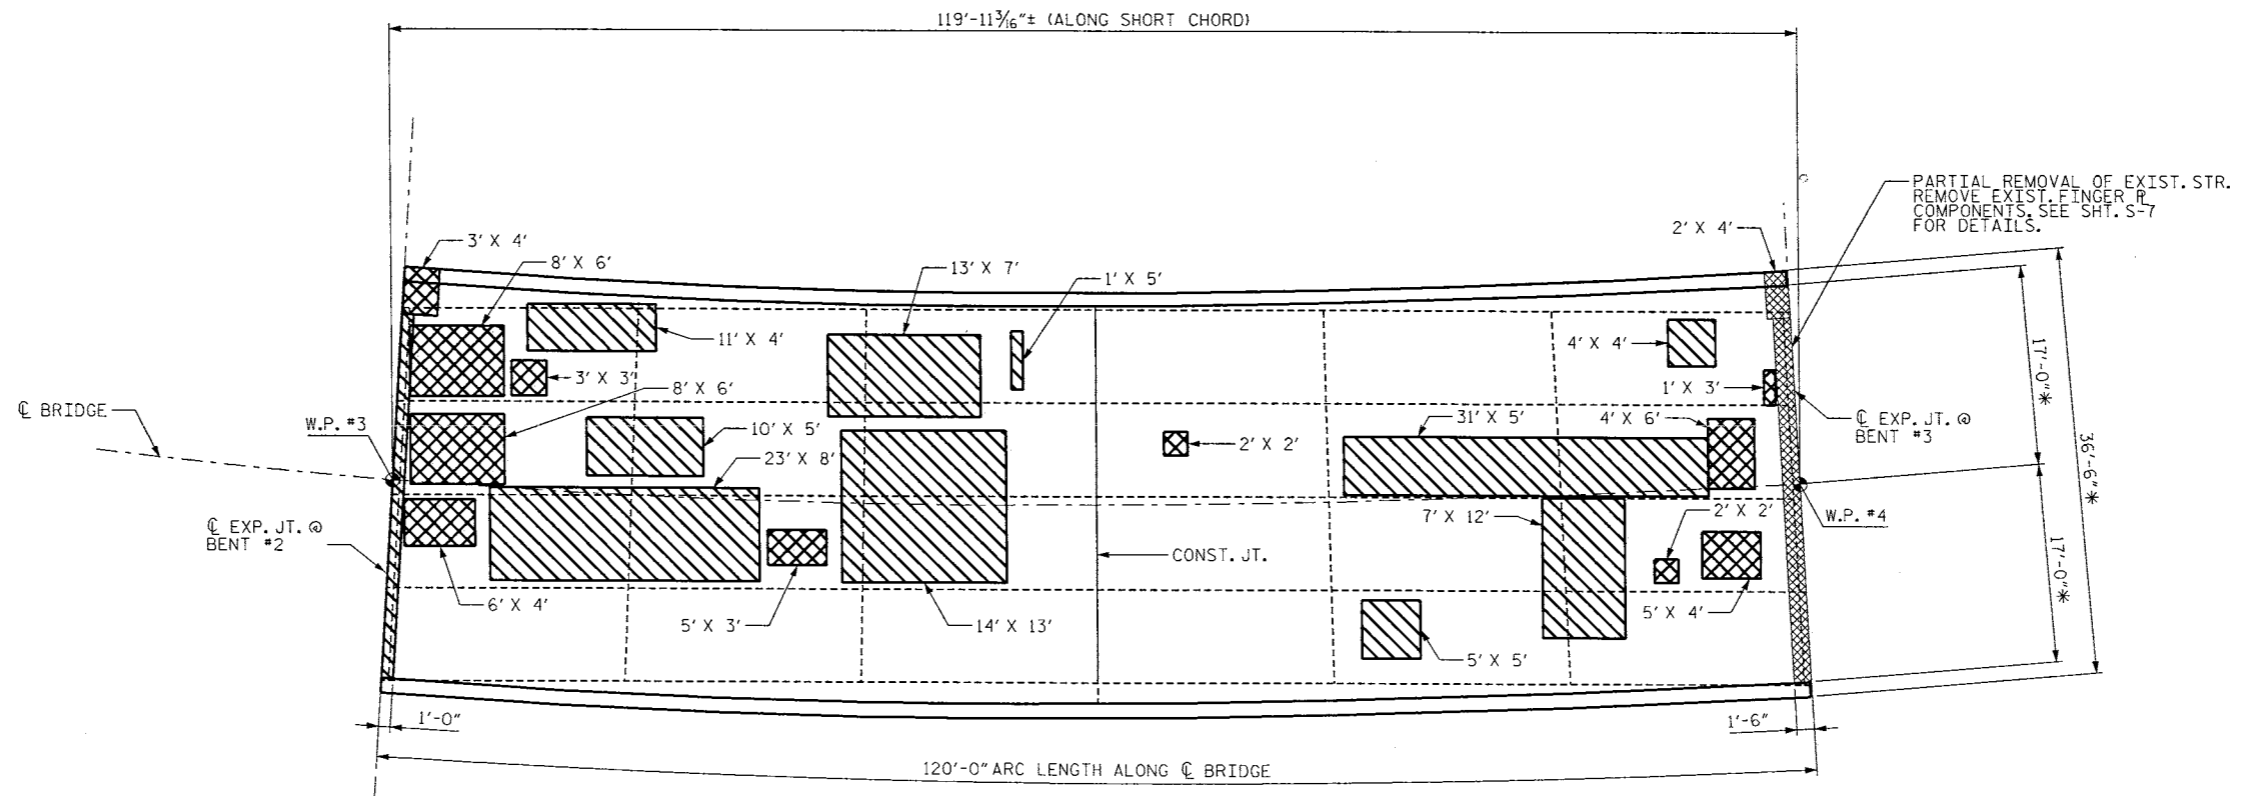 119'-11 3/16"± (ALONG SHORT CHORD)
PARTIAL REMOVAL OF EXIST. STR.
REMOVE EXIST. FINGER ⅊
COMPONENTS. SEE SHT. S-7
FOR DETAILS.
3' X 4'
2' X 4'
8' X 6'
13' X 7'
1' X 5'
11' X 4'
4' X 4'
17'-0"*
3' X 3'
8' X 6'
1' X 3'
℄ BRIDGE
W.P. #3
10' X 5'
31' X 5'
4' X 6'
℄ EXP. JT. @
BENT #3
2' X 2'
36'-6"*
23' X 8'
℄ EXP. JT. @
BENT #2
7' X 12'
2' X 2'
W.P. #4
CONST. JT.
17'-0"*
6' X 4'
5' X 3'
14' X 13'
5' X 4'
5' X 5'
1'-0"
1'-6"
120'-0" ARC LENGTH ALONG ℄ BRIDGE